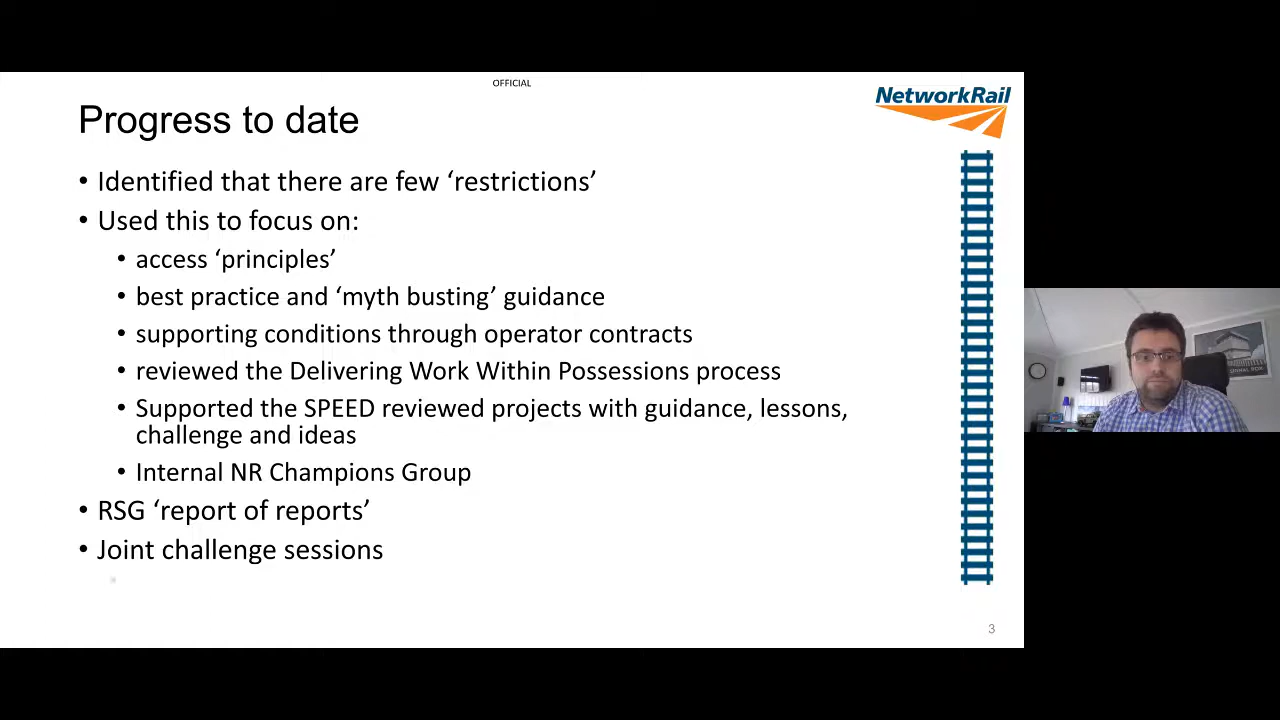 OFFICIAL
NetworkRail
Progress to date
• Identified that there are few ‘restrictions’
• Used this to focus on:
• access ‘principles’
• best practice and ‘myth busting’ guidance
• supporting conditions through operator contracts
• reviewed the Delivering Work Within Possessions process
• Supported the SPEED reviewed projects with guidance, lessons,
challenge and ideas
• Internal NR Champions Group
• RSG ‘report of reports’
• Joint challenge sessions
3